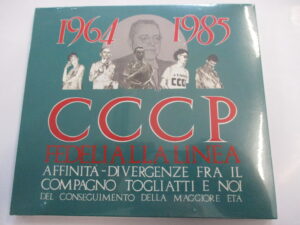 1964 1985
CCCP
FEDELI ALLA LINEA
AFFINITÀ-DIVERGENZE FRA IL
COMPAGNO TOGLIATTI E NOI
DEL CONSEGUIMENTO DELLA MAGGIORE ETÀ